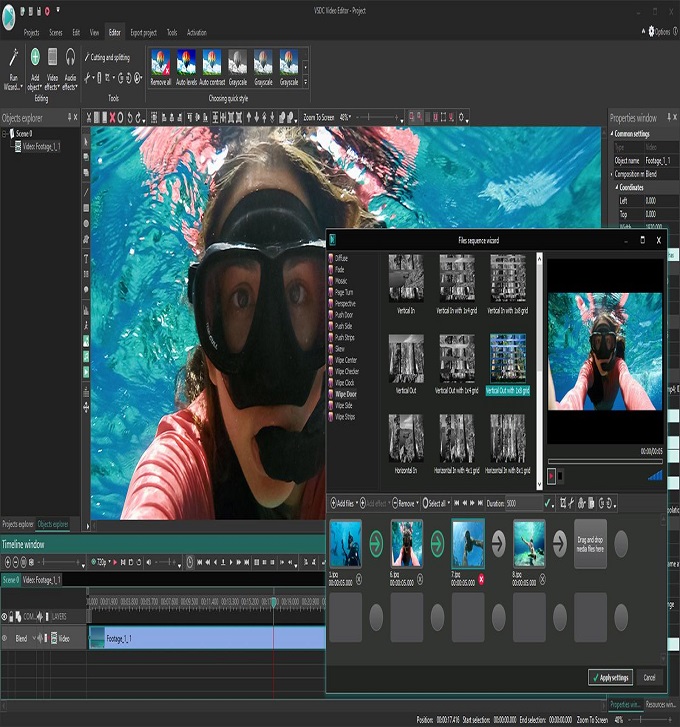 VSDC Video Editor - Project
Projects Scenes Edit View Editor Export project Tools Activation
Options
Run Wizard... Add object Video effects Audio effects
Editing
Cutting and splitting
Tools
Remove all Auto levels Auto contrast Grayscale Grayscale Grayscale
Choosing quick style
Objects explorer
Scene 0
Video: Footage_1_1
Zoom To Screen 40%
Properties window
Common settings
Type Video
Object name Footage_1_1
Composition m Blend
Coordinates
Left 0.000
Top 0.000
Width
Files sequence wizard
Diffuse
Fade
Mosaic
Page Turn
Perspective
Push Door
Push Side
Push Strips
Skew
Wipe Center
Wipe Checker
Wipe Clock
Wipe Door
Wipe Side
Wipe Strips
Vertical In Vertical In with 1x4 grid Vertical In with 1x8 grid
Vertical Out Vertical Out with 1x4 grid Vertical Out with 1x8 grid
Horizontal In Horizontal In with 4x1 grid Horizontal In with 8x1 grid
00:00/00:05
Add files Add effect Remove Select all Duration: 5000
Drag and drop media files here
5.jpg 6.jpg 7.jpg 8.jpg
00:00:05.000 00:00:05.000 00:00:05.000 00:00:05.000
Apply settings Cancel
Projects explorer Objects explorer
Timeline window
720p
Scene 0 Video: Footage_1_1
COM... LAYERS
Blend Video
Footage_1_1
Properties win... Resources win...
Position: 00:00:17.416 Start selection: 00:00:00.000 End selection: 00:00:00.000 Zoom To Screen 40%